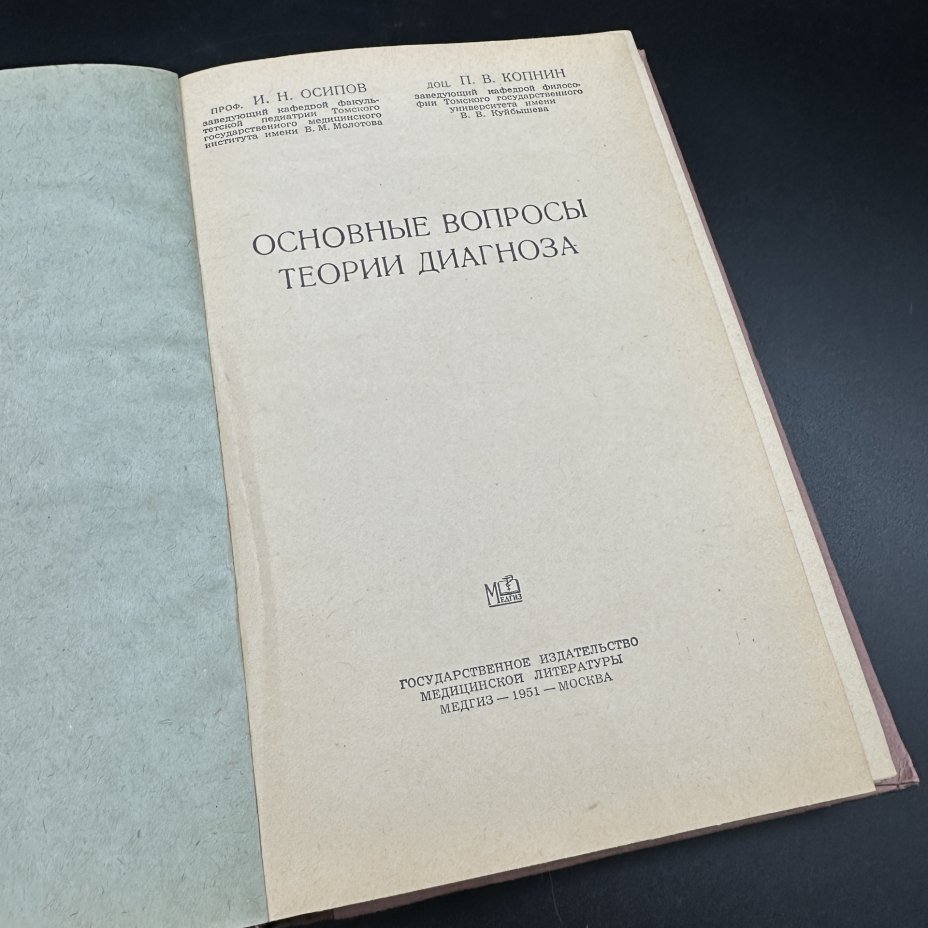 ПРОФ. И. Н. ОСИПОВ
заведующий кафедрой факуль-
тетской педиатрии Томского
государственного медицинского
института имени В. М. Молотова
ДОЦ. П. В. КОПНИН
заведующий кафедрой филосо-
фии Томского государственного
университета имени
В. В. Куйбышева
ОСНОВНЫЕ ВОПРОСЫ
ТЕОРИИ ДИАГНОЗА
МЕДГИЗ
ГОСУДАРСТВЕННОЕ ИЗДАТЕЛЬСТВО
МЕДИЦИНСКОЙ ЛИТЕРАТУРЫ
МЕДГИЗ — 1951 — МОСКВА